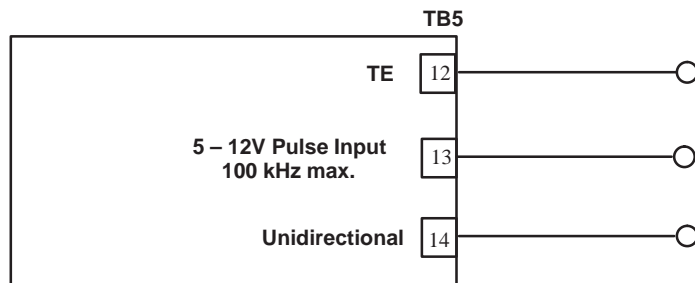 TB5
TE 12
5 – 12V Pulse Input
100 kHz max.
13
Unidirectional 14